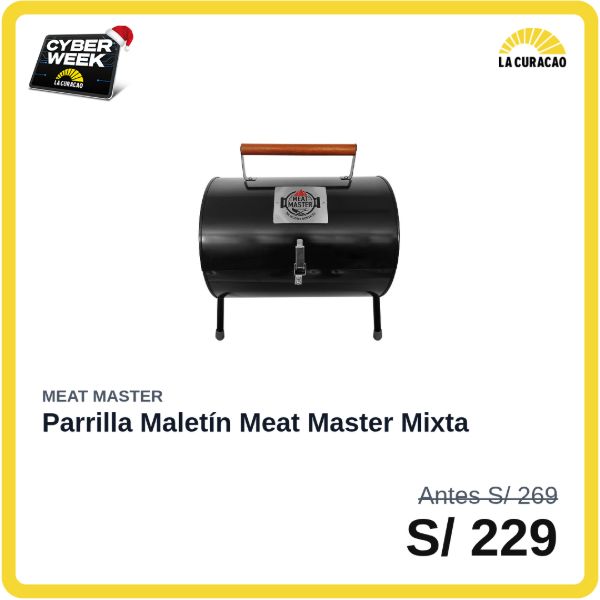 CYBER
WEEK
LA CURACAO
LA CURACAO
MEAT
MASTER
MEAT MASTER
Parrilla Maletín Meat Master Mixta
Antes S/ 269
S/ 229